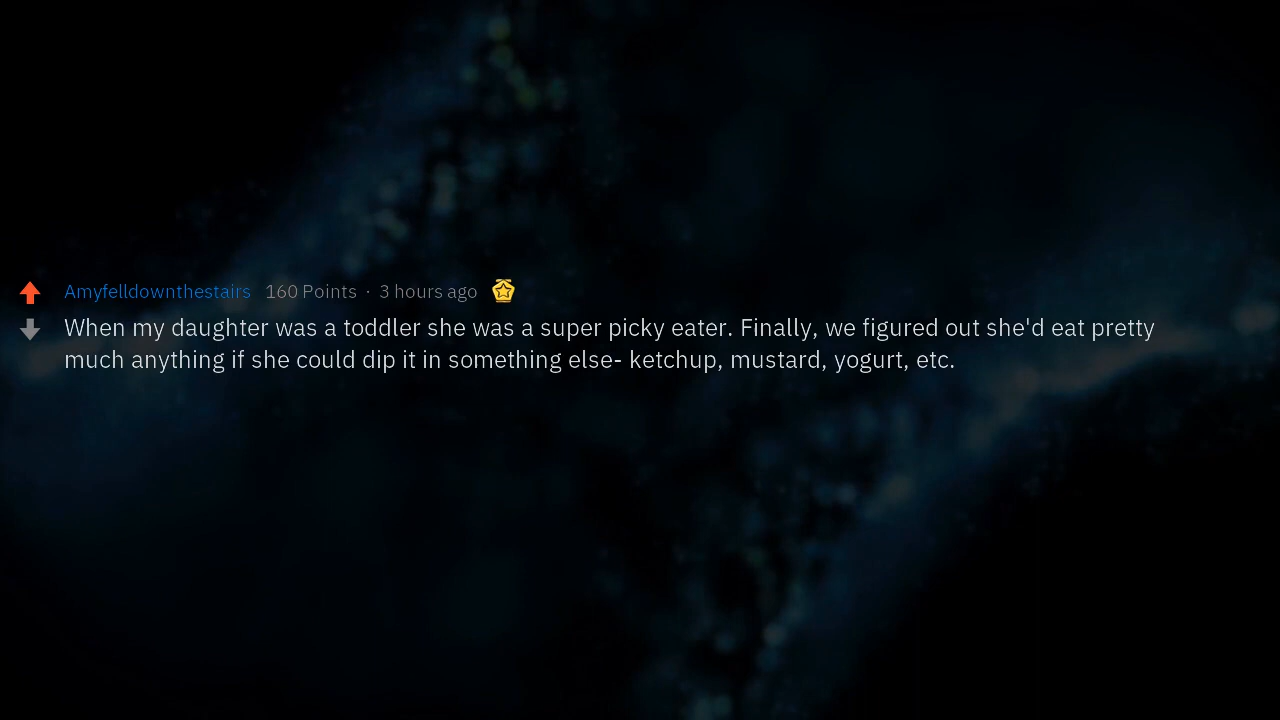 Amyfelldownthestairs 160 Points · 3 hours ago
When my daughter was a toddler she was a super picky eater. Finally, we figured out she'd eat pretty
much anything if she could dip it in something else- ketchup, mustard, yogurt, etc.